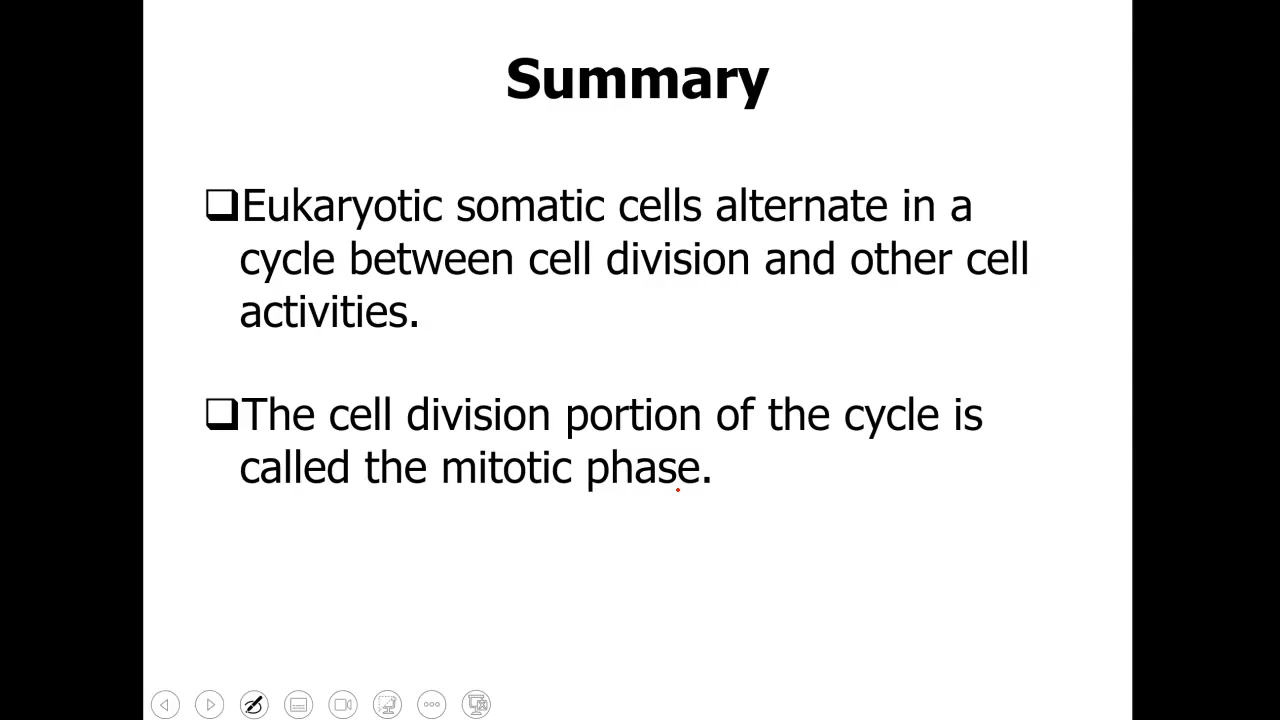 Summary
❑Eukaryotic somatic cells alternate in a
cycle between cell division and other cell
activities.
❑The cell division portion of the cycle is
called the mitotic phase.